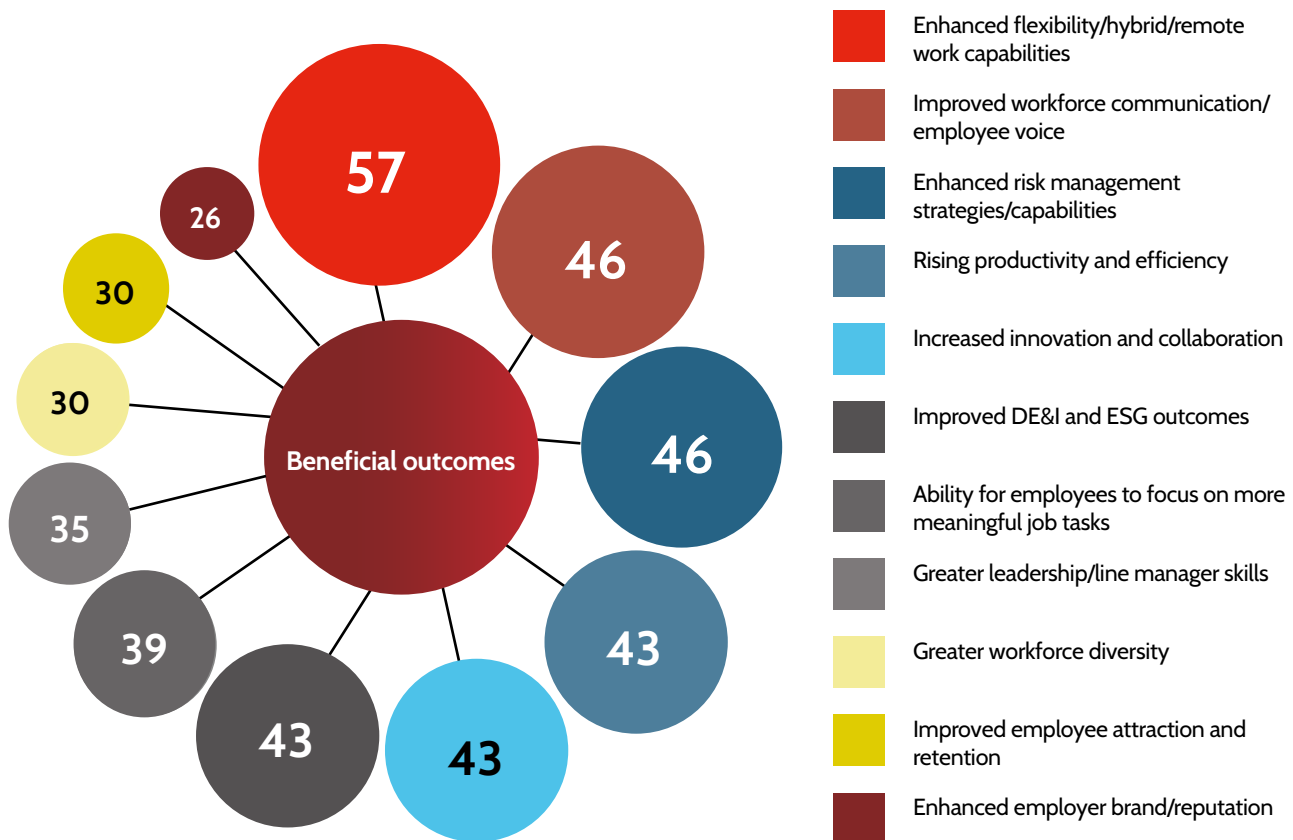 57
46
46
43
43
43
39
35
30
30
26
Beneficial outcomes
Enhanced flexibility/hybrid/remote
work capabilities
Improved workforce communication/
employee voice
Enhanced risk management
strategies/capabilities
Rising productivity and efficiency
Increased innovation and collaboration
Improved DE&I and ESG outcomes
Ability for employees to focus on more
meaningful job tasks
Greater leadership/line manager skills
Greater workforce diversity
Improved employee attraction and
retention
Enhanced employer brand/reputation